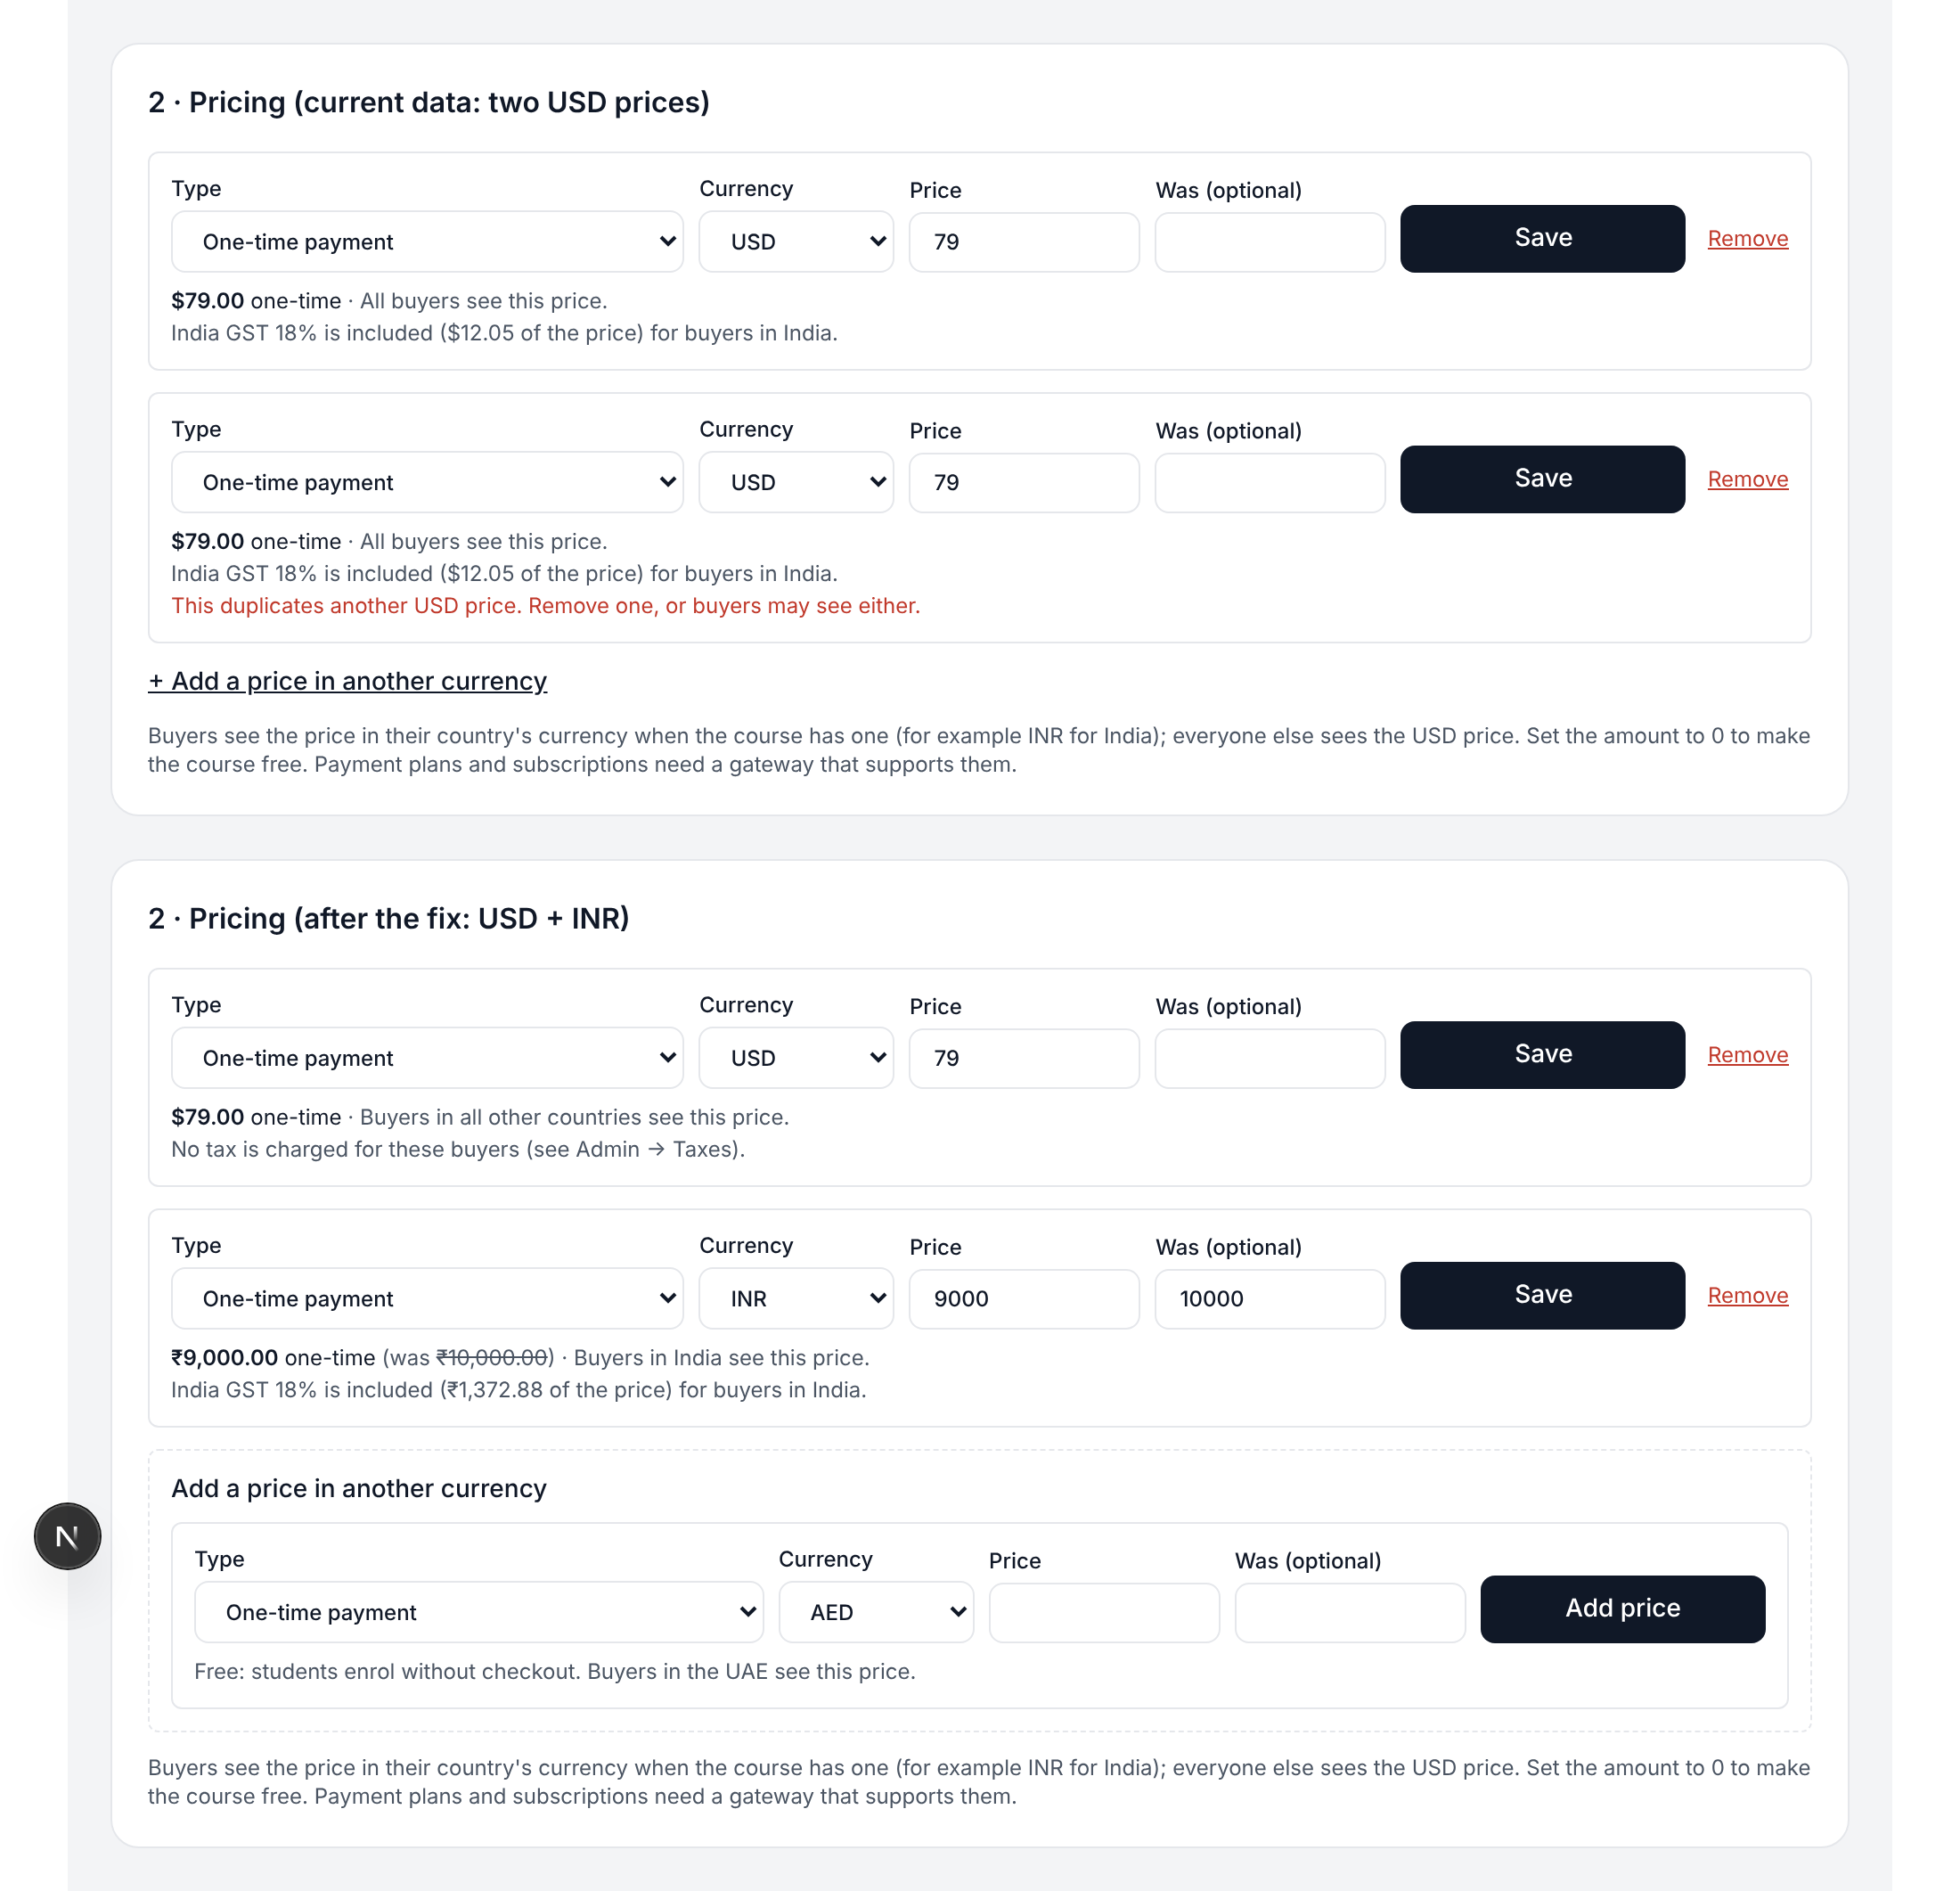 2 · Pricing (current data: two USD prices)
Type Currency Price Was (optional)
One-time payment USD 79 Save Remove
$79.00 one-time · All buyers see this price.
India GST 18% is included ($12.05 of the price) for buyers in India.
Type Currency Price Was (optional)
One-time payment USD 79 Save Remove
$79.00 one-time · All buyers see this price.
India GST 18% is included ($12.05 of the price) for buyers in India.
This duplicates another USD price. Remove one, or buyers may see either.
+ Add a price in another currency
Buyers see the price in their country's currency when the course has one (for example INR for India); everyone else sees the USD price. Set the amount to 0 to make
the course free. Payment plans and subscriptions need a gateway that supports them.
2 · Pricing (after the fix: USD + INR)
Type Currency Price Was (optional)
One-time payment USD 79 Save Remove
$79.00 one-time · Buyers in all other countries see this price.
No tax is charged for these buyers (see Admin → Taxes).
Type Currency Price Was (optional)
One-time payment INR 9000 10000 Save Remove
₹9,000.00 one-time (was ₹10,000.00) · Buyers in India see this price.
India GST 18% is included (₹1,372.88 of the price) for buyers in India.
Add a price in another currency
N
Type Currency Price Was (optional)
One-time payment AED Add price
Free: students enrol without checkout. Buyers in the UAE see this price.
Buyers see the price in their country's currency when the course has one (for example INR for India); everyone else sees the USD price. Set the amount to 0 to make
the course free. Payment plans and subscriptions need a gateway that supports them.